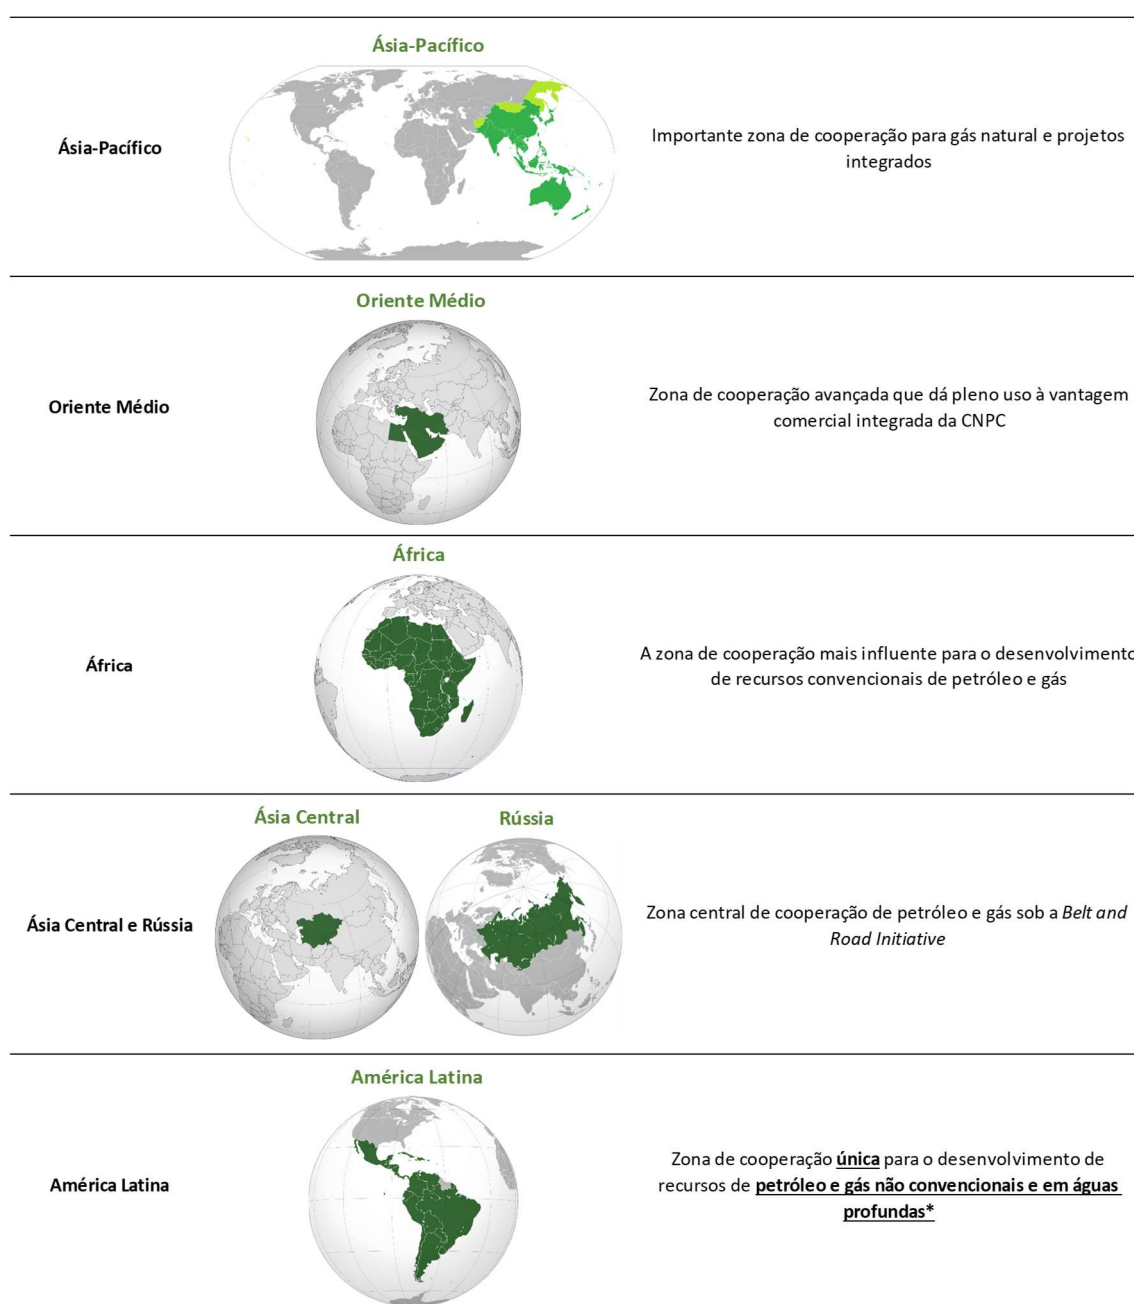 Ásia-Pacífico
Ásia-Pacífico
Importante zona de cooperação para gás natural e projetos
integrados
Oriente Médio
Oriente Médio
Zona de cooperação avançada que dá pleno uso à vantagem
comercial integrada da CNPC
África
África
A zona de cooperação mais influente para o desenvolvimento
de recursos convencionais de petróleo e gás
Ásia Central
Rússia
Ásia Central e Rússia
Zona central de cooperação de petróleo e gás sob a Belt and
Road Initiative
América Latina
América Latina
Zona de cooperação única para o desenvolvimento de
recursos de petróleo e gás não convencionais e em águas
profundas*